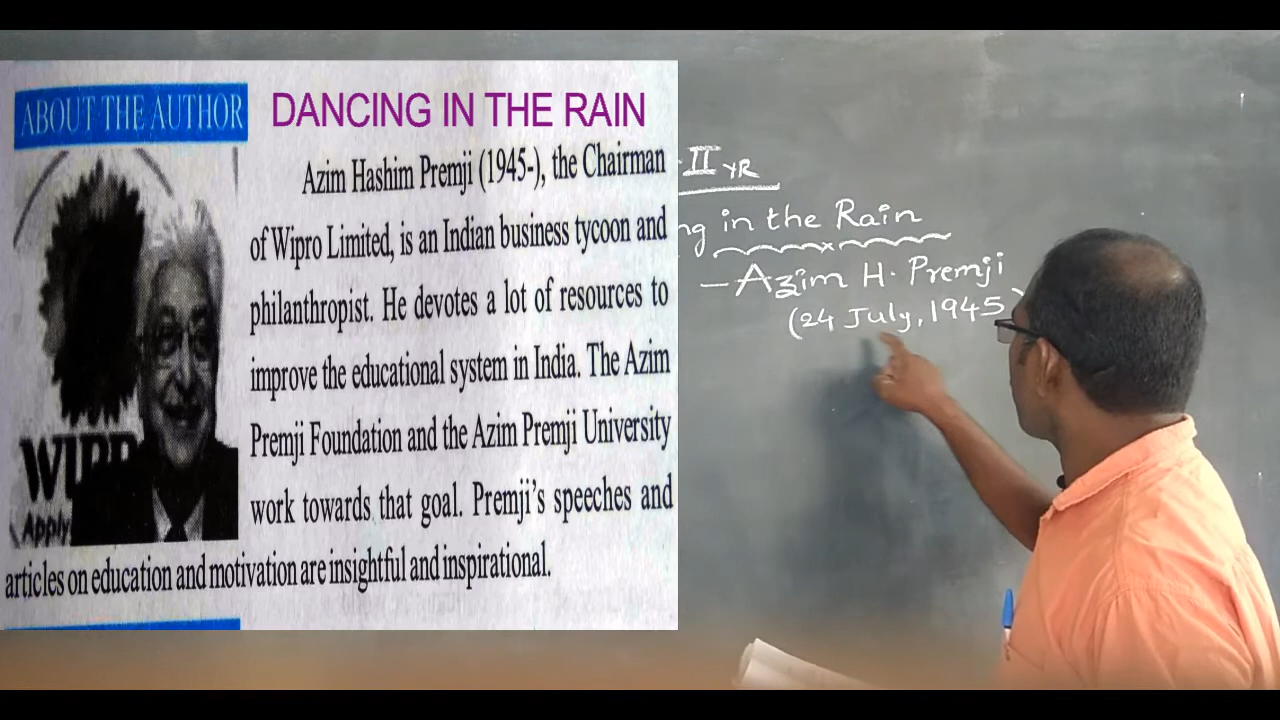 ABOUT THE AUTHOR
DANCING IN THE RAIN
Azim Hashim Premji (1945-), the Chairman
of Wipro Limited, is an Indian business tycoon and
philanthropist. He devotes a lot of resources to
improve the educational system in India. The Azim
Premji Foundation and the Azim Premji University
work towards that goal. Premji's speeches and
articles on education and motivation are insightful and inspirational.
WIPR
Apply
-II YR
ng in the Rain
- Azim H. Premji
(24 July, 1945